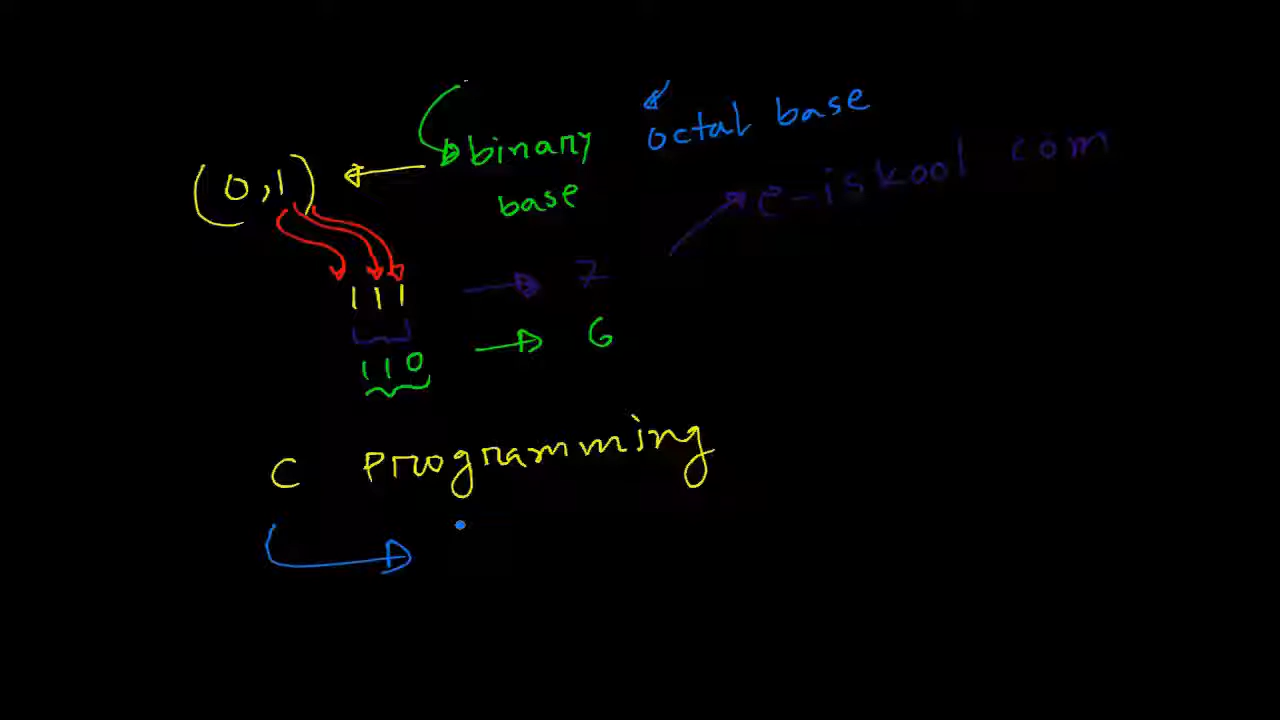 octal base
binary
base
(0,1)
e-iskool com
111
7
110
6
C programming